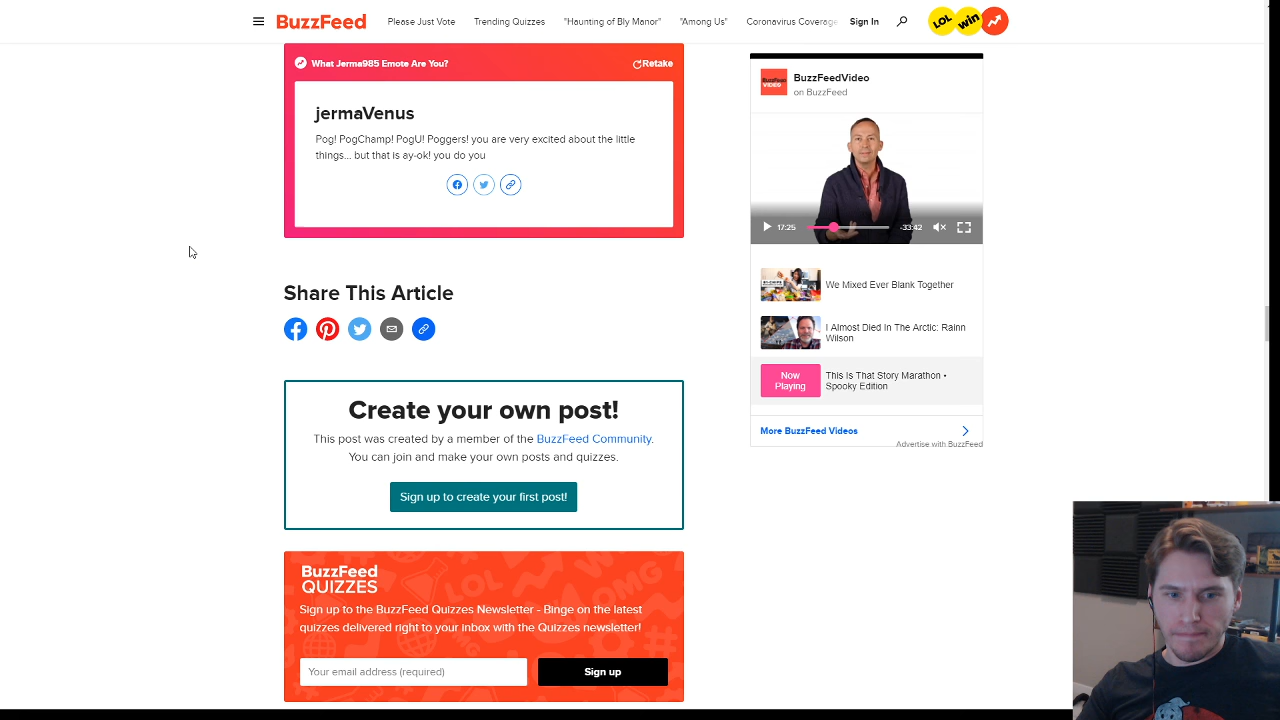 BuzzFeed
Please Just Vote
Trending Quizzes
"Haunting of Bly Manor"
"Among Us"
Coronavirus Coverage
Sign In
LOL
win
What Jerma985 Emote Are You?
Retake
jermaVenus
Pog! PogChamp! PogU! Poggers! you are very excited about the little
things... but that is ay-ok! you do you
Share This Article
Create your own post!
This post was created by a member of the BuzzFeed Community.
You can join and make your own posts and quizzes.
Sign up to create your first post!
BuzzFeed
QUIZZES
LOL
OMG
Sign up to the BuzzFeed Quizzes Newsletter - Binge on the latest
quizzes delivered right to your inbox with the Quizzes newsletter!
Your email address (required)
Sign up
BuzzFeedVideo
on BuzzFeed
17:25
-33:42
We Mixed Ever Blank Together
I Almost Died In The Arctic: Rainn
Wilson
Now
Playing
This Is That Story Marathon •
Spooky Edition
More BuzzFeed Videos
Advertise with BuzzFeed